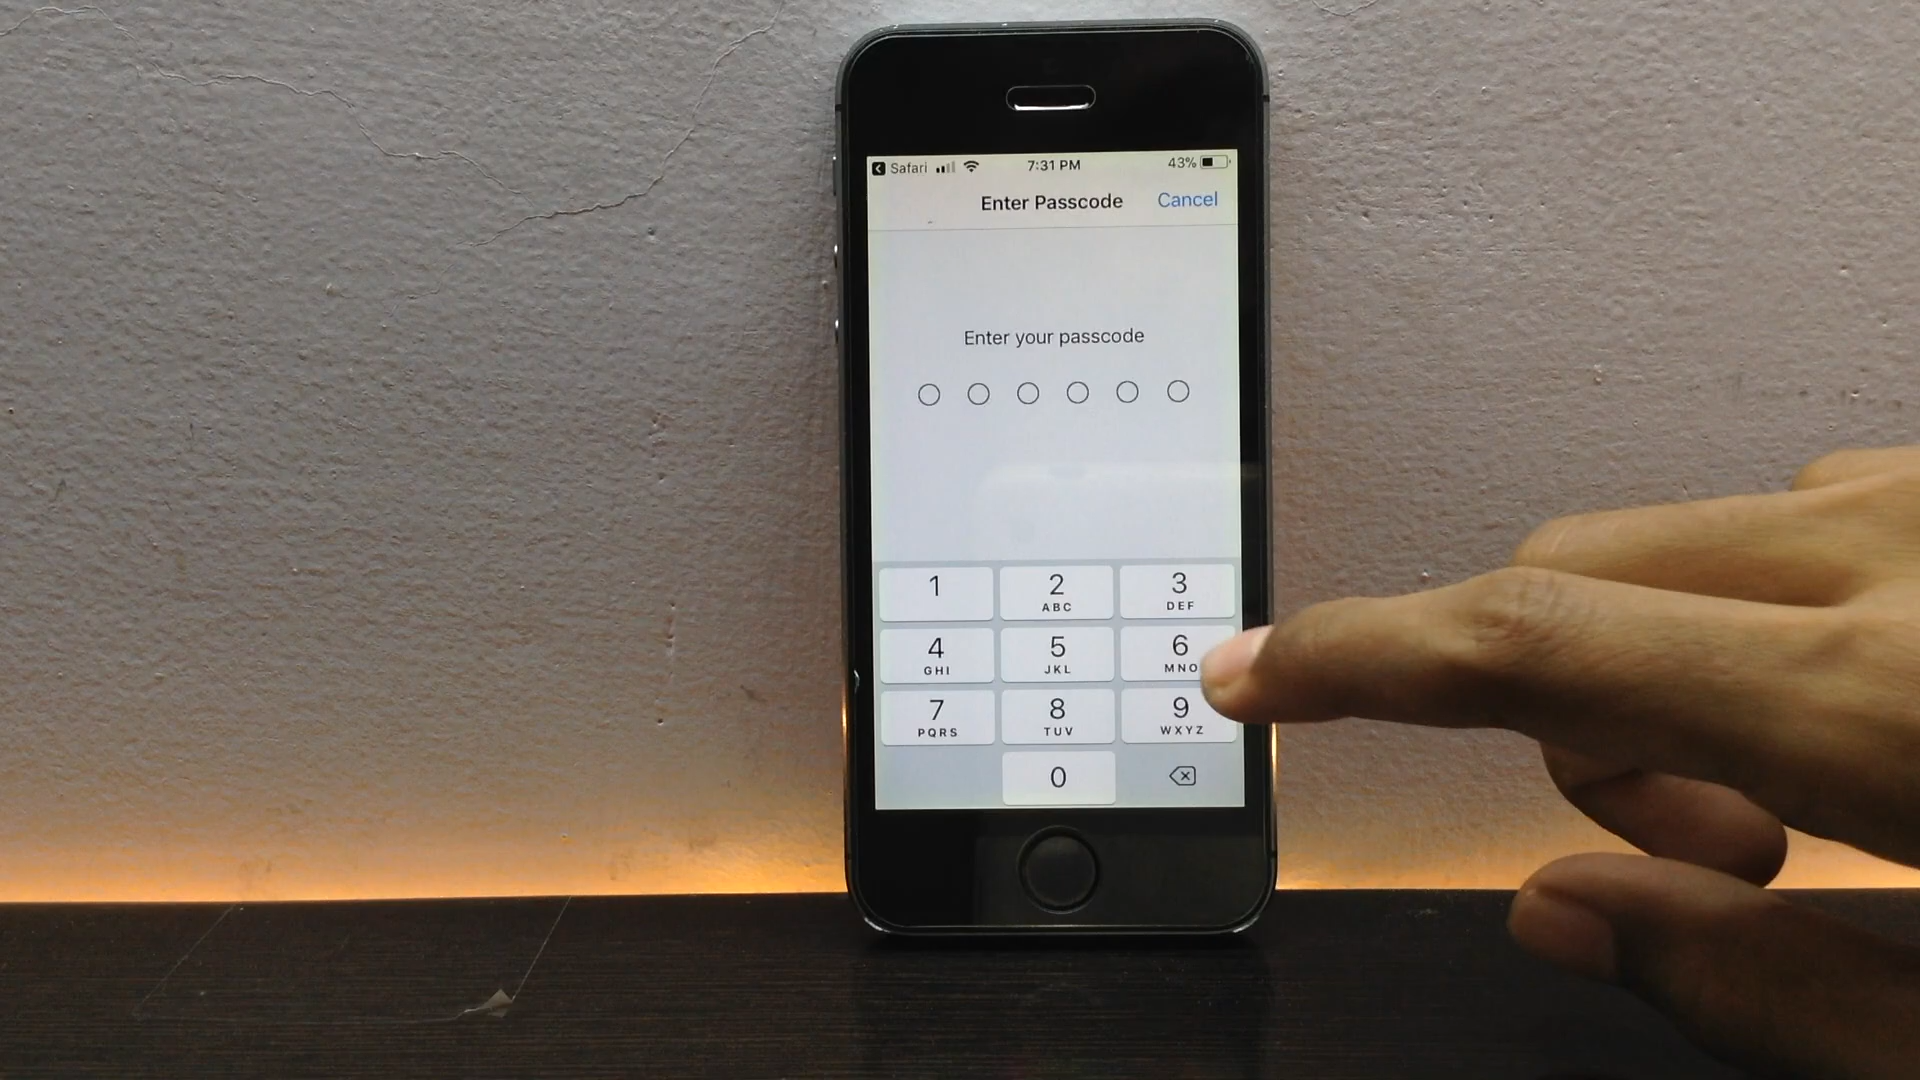 Safari 7:31 PM 43%
Enter Passcode Cancel
Enter your passcode
1 2 3
ABC DEF
4 5 6
GHI JKL MNO
7 8 9
PQRS TUV WXYZ
0